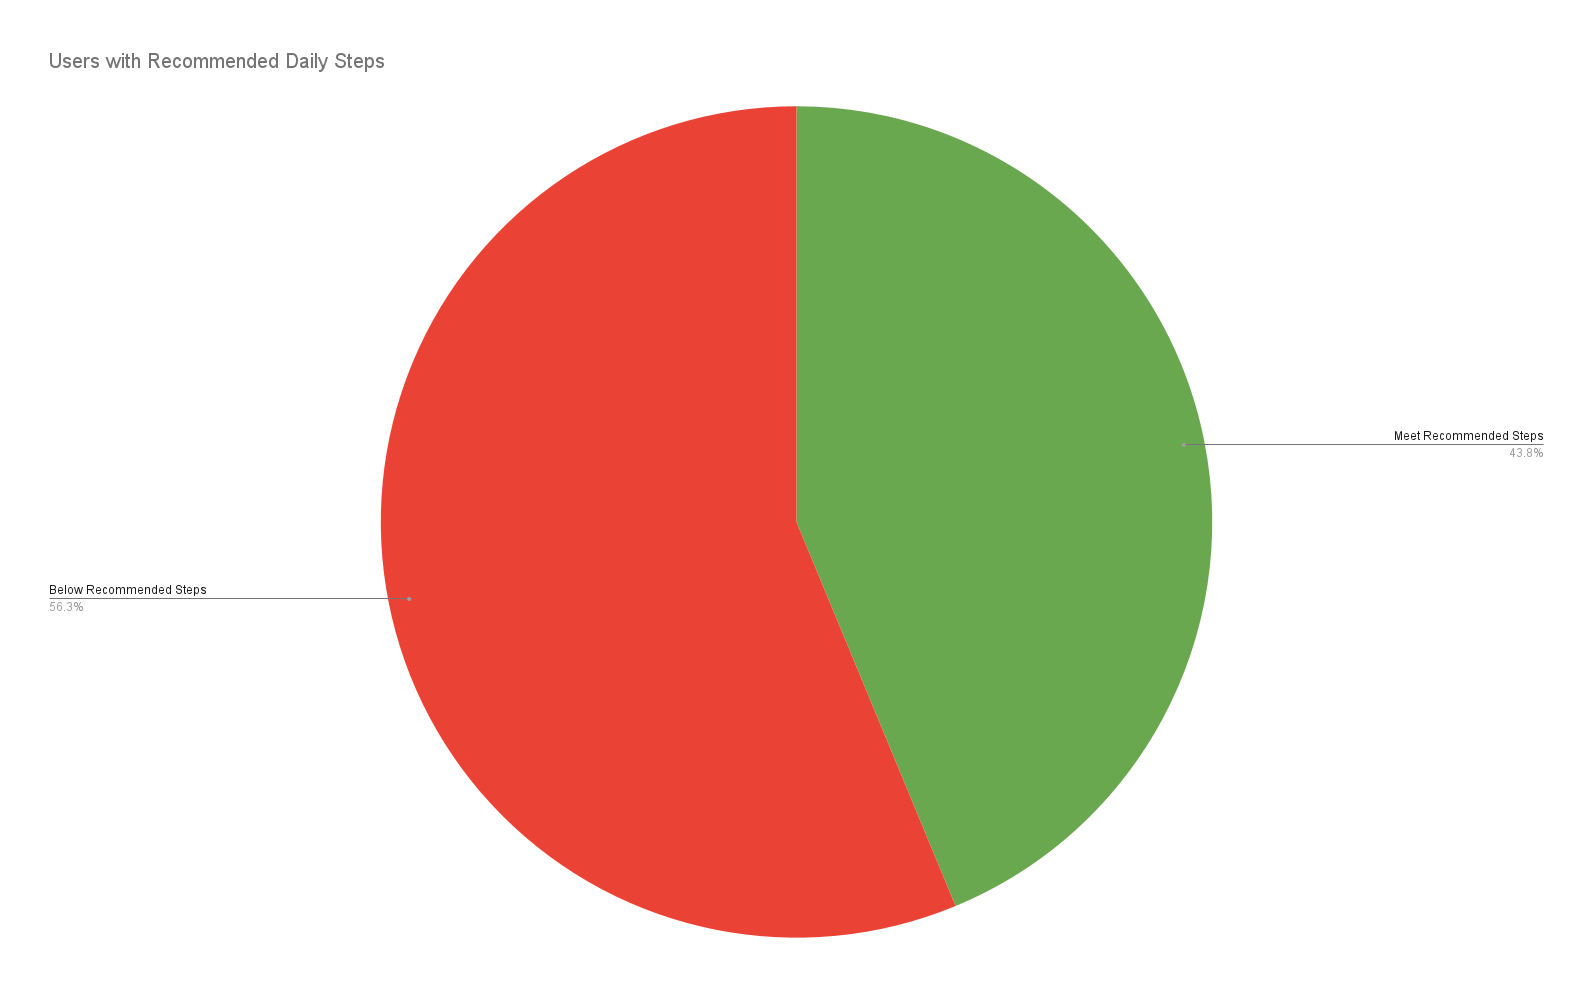 Users with Recommended Daily Steps
Meet Recommended Steps
43.8%
Below Recommended Steps
56.3%